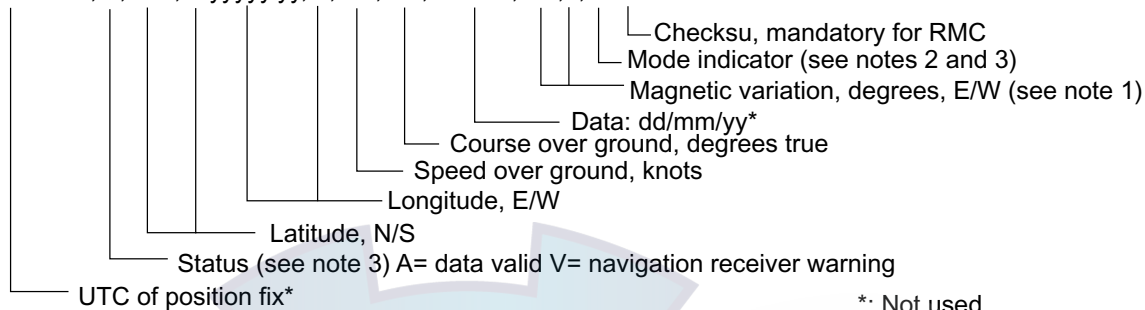 Checksu, mandatory for RMC
Mode indicator (see notes 2 and 3)
Magnetic variation, degrees, E/W (see note 1)
Data: dd/mm/yy*
Course over ground, degrees true
Speed over ground, knots
Longitude, E/W
Latitude, N/S
Status (see note 3) A= data valid V= navigation receiver warning
UTC of position fix*
*: Not used